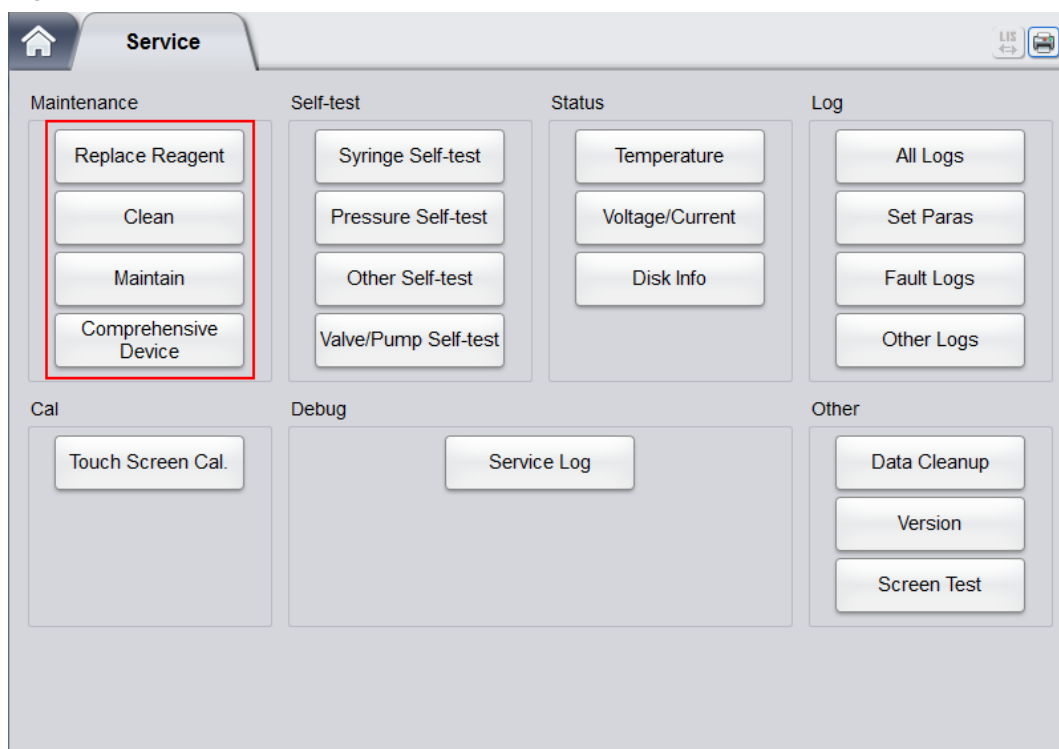 Service
LIS
Maintenance
Replace Reagent
Clean
Maintain
Comprehensive
Device
Self-test
Syringe Self-test
Pressure Self-test
Other Self-test
Valve/Pump Self-test
Status
Temperature
Voltage/Current
Disk Info
Log
All Logs
Set Paras
Fault Logs
Other Logs
Cal
Touch Screen Cal.
Debug
Service Log
Other
Data Cleanup
Version
Screen Test